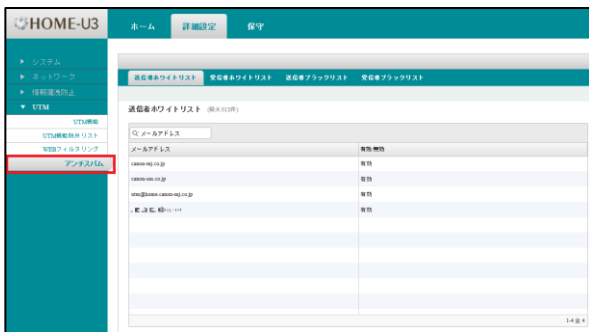 HOME-U3
ホーム 詳細設定 保守
システム
ネットワーク
情報漏洩防止
UTM
UTM機能
UTM機能除外リスト
WEBフィルタリング
アンチスパム
送信者ホワイトリスト 受信者ホワイトリスト 送信者ブラックリスト 受信者ブラックリスト
送信者ホワイトリスト
メールアドレス
メールアドレス 有効/無効
canon-mj.co.jp 有効
有効
utm@home.canon-mj.co.jp 有効
有効
1-4 全 4